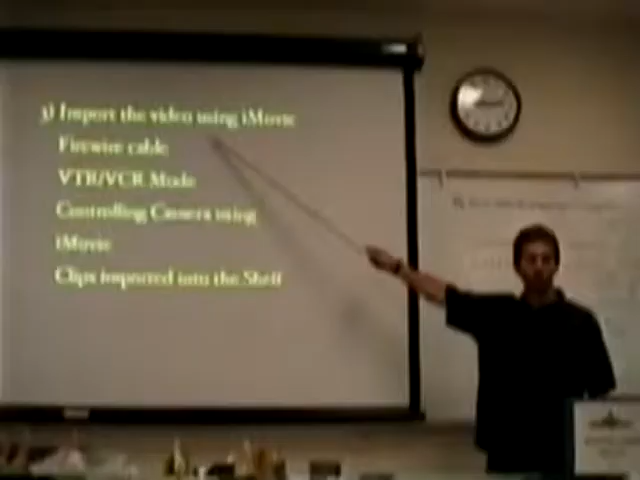 3) Import the video using iMovie
Firewire cable
VTR/VCR Mode
Controlling Camera using
iMovie
Clips imported into the Shelf